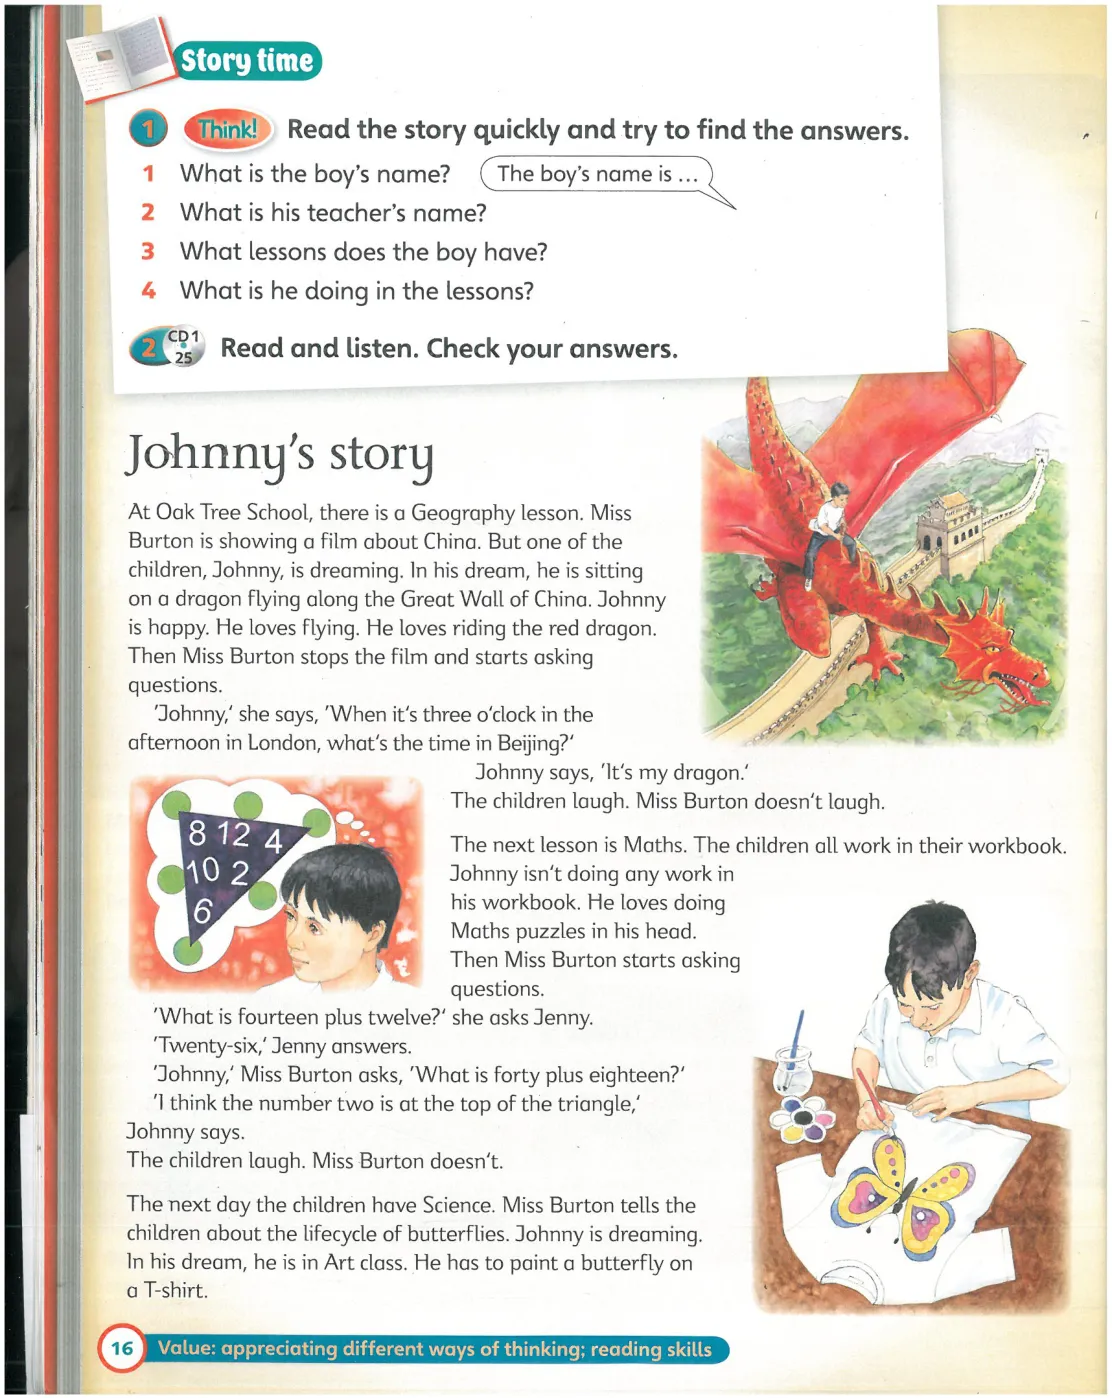 Story time
1 Think! Read the story quickly and try to find the answers.
1 What is the boy's name? The boy's name is ...
2 What is his teacher's name?
3 What lessons does the boy have?
4 What is he doing in the lessons?
2 CD 1 25 Read and listen. Check your answers.
Johnny's story
At Oak Tree School, there is a Geography lesson. Miss
Burton is showing a film about China. But one of the
children, Johnny, is dreaming. In his dream, he is sitting
on a dragon flying along the Great Wall of China. Johnny
is happy. He loves flying. He loves riding the red dragon.
Then Miss Burton stops the film and starts asking
questions.
'Johnny,' she says, 'When it's three o'clock in the
afternoon in London, what's the time in Beijing?'
Johnny says, 'It's my dragon.'
The children laugh. Miss Burton doesn't laugh.
8 12 4
10 2
6
The next lesson is Maths. The children all work in their workbook.
Johnny isn't doing any work in
his workbook. He loves doing
Maths puzzles in his head.
Then Miss Burton starts asking
questions.
'What is fourteen plus twelve?' she asks Jenny.
'Twenty-six,' Jenny answers.
'Johnny,' Miss Burton asks, 'What is forty plus eighteen?'
'I think the number two is at the top of the triangle,'
Johnny says.
The children laugh. Miss Burton doesn't.
The next day the children have Science. Miss Burton tells the
children about the lifecycle of butterflies. Johnny is dreaming.
In his dream, he is in Art class. He has to paint a butterfly on
a T-shirt.
16 Value: appreciating different ways of thinking; reading skills